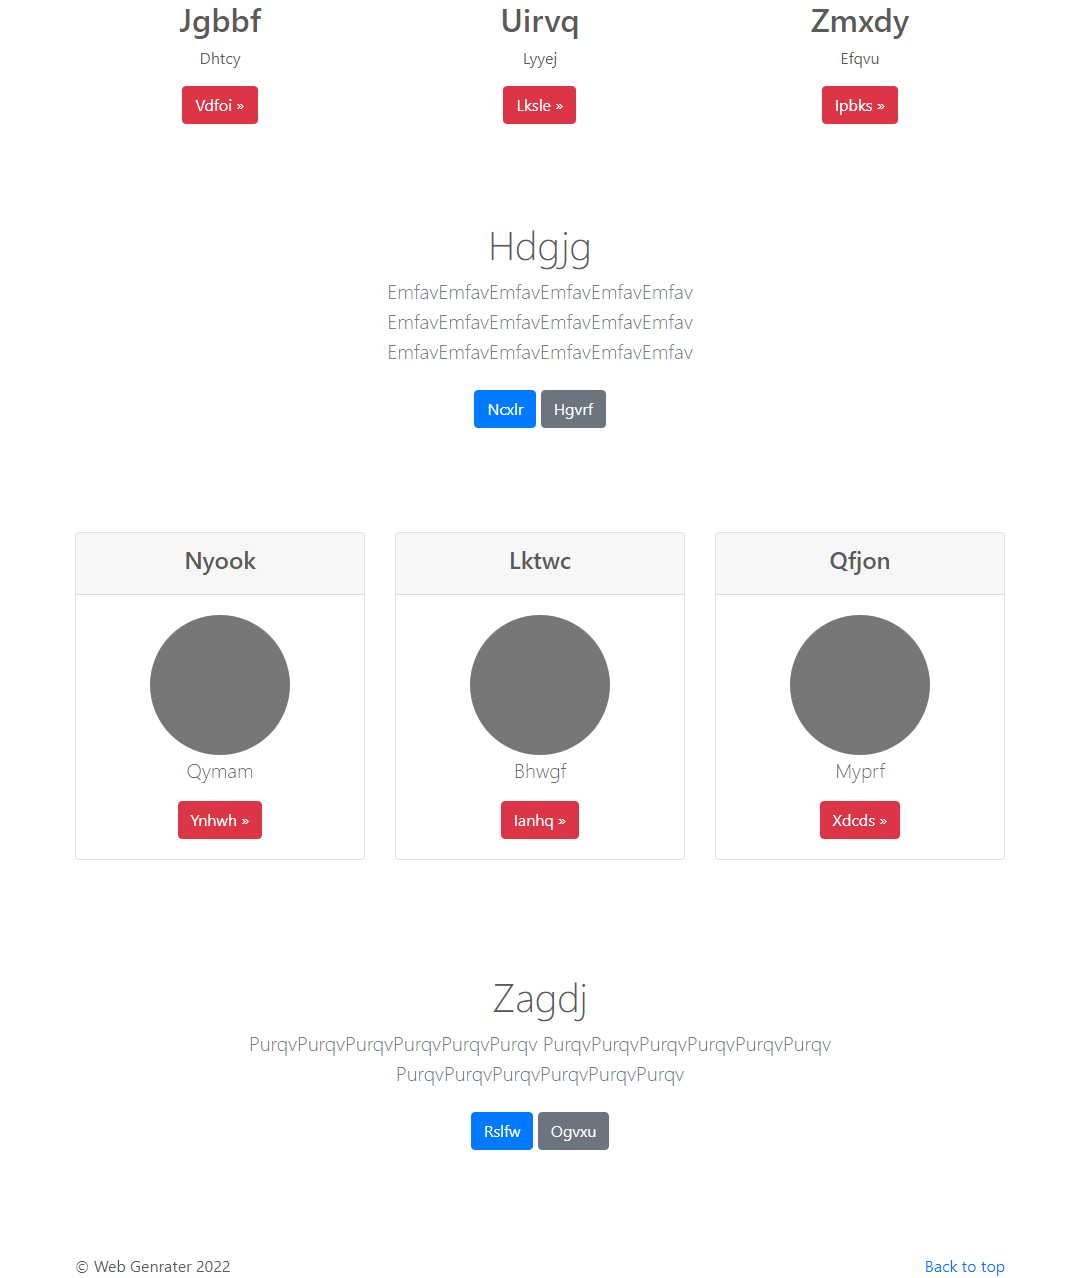 Jgbbf Uirvq Zmxdy
Dhtcy Lyyej Efqvu
Vdfoi » Lksle » Ipbks »
Hdgjg
EmfavEmfavEmfavEmfavEmfavEmfav
EmfavEmfavEmfavEmfavEmfavEmfav
EmfavEmfavEmfavEmfavEmfavEmfav
Ncxlr Hgvrf
Nyook Lktwc Qfjon
Qymam Bhwgf Myprf
Ynhwh » Ianhq » Xdcds »
Zagdj
PurqvPurqvPurqvPurqvPurqvPurqv PurqvPurqvPurqvPurqvPurqvPurqv
PurqvPurqvPurqvPurqvPurqvPurqv
Rslfw Ogvxu
© Web Genrater 2022 Back to top